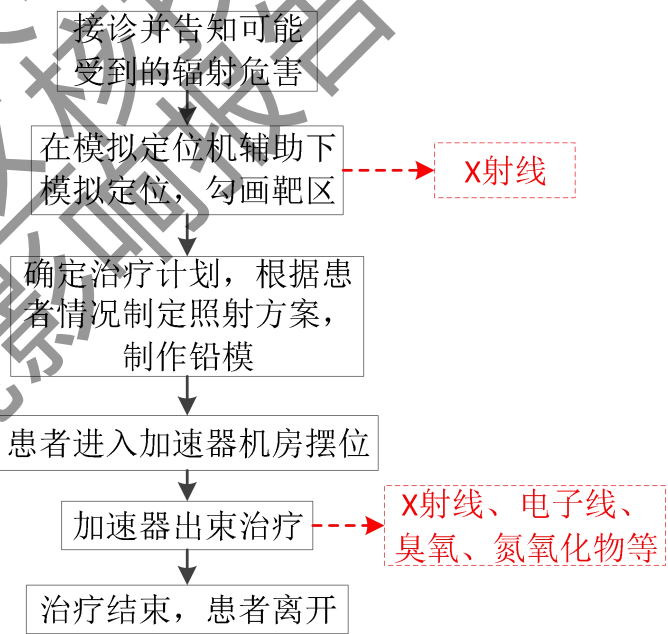 接诊并告知可能
受到的辐射危害
在模拟定位机辅助下
模拟定位，勾画靶区
X射线
确定治疗计划，根据患
者情况制定照射方案，
制作铅模
患者进入加速器机房摆位
加速器出束治疗
X射线、电子线、
臭氧、氮氧化物等
治疗结束，患者离开
影响报告